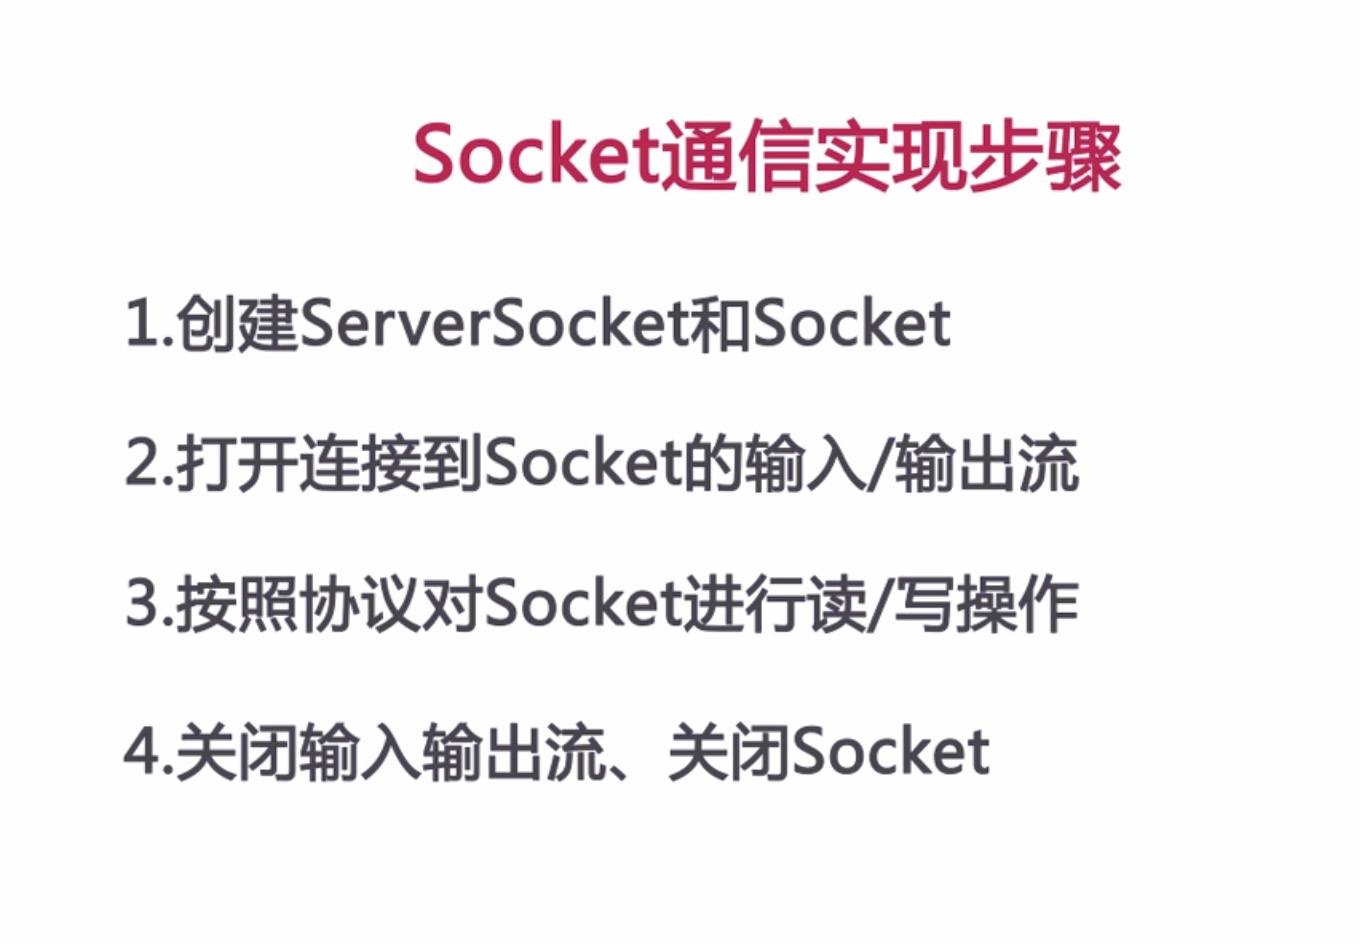 Socket通信实现步骤
1.创建ServerSocket和Socket
2.打开连接到Socket的输入/输出流
3.按照协议对Socket进行读/写操作
4.关闭输入输出流、关闭Socket